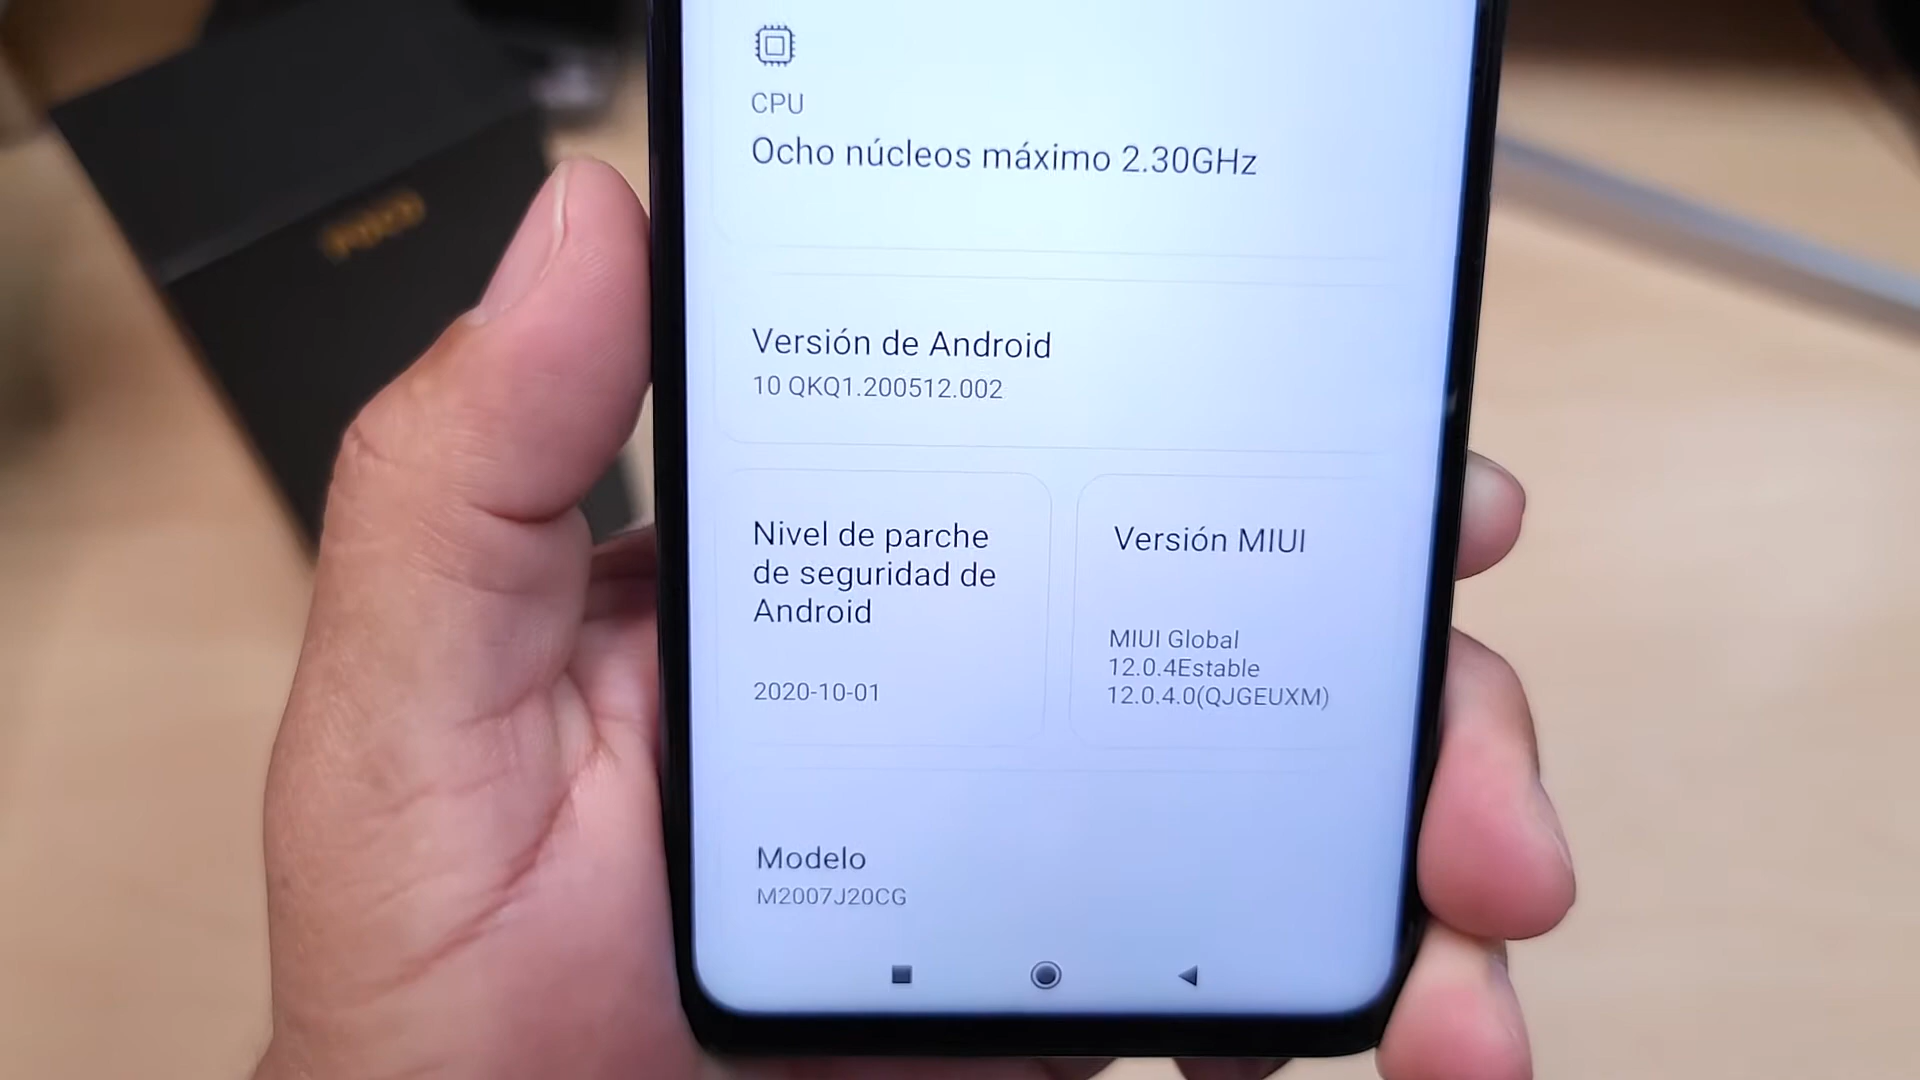 CPU
Ocho núcleos máximo 2.30GHz
Versión de Android
10 QKQ1.200512.002
Nivel de parche
de seguridad de
Android
2020-10-01
Versión MIUI
MIUI Global
12.0.4Estable
12.0.4.0(QJGEUXM)
Modelo
M2007J20CG